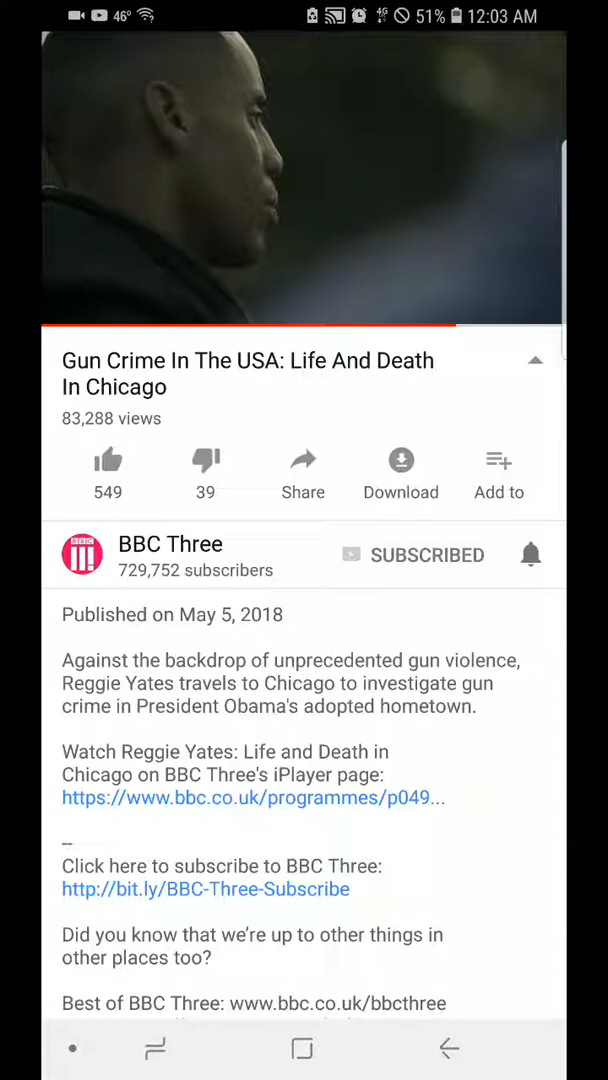 46° 4G 51% 12:03 AM
Gun Crime In The USA: Life And Death
In Chicago
83,288 views
549 39 Share Download Add to
BBC Three
SUBSCRIBED
729,752 subscribers
Published on May 5, 2018
Against the backdrop of unprecedented gun violence,
Reggie Yates travels to Chicago to investigate gun
crime in President Obama's adopted hometown.
Watch Reggie Yates: Life and Death in
Chicago on BBC Three's iPlayer page:
https://www.bbc.co.uk/programmes/p049...
--
Click here to subscribe to BBC Three:
http://bit.ly/BBC-Three-Subscribe
Did you know that we’re up to other things in
other places too?
Best of BBC Three: www.bbc.co.uk/bbcthree